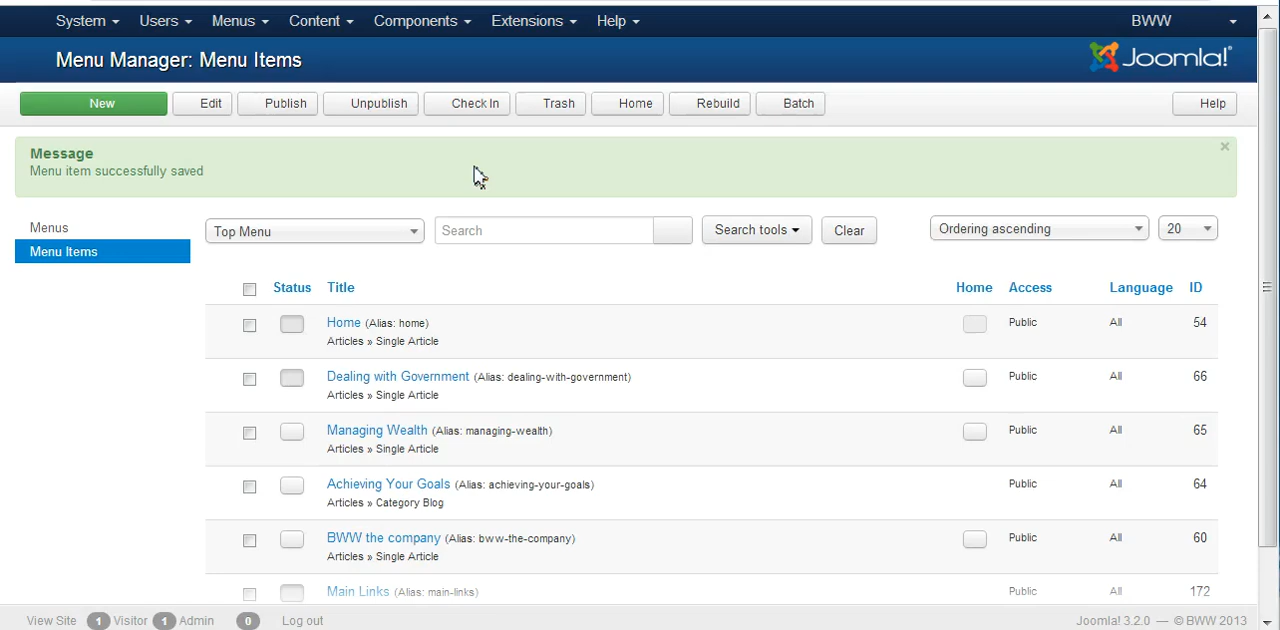 System Users Menus Content Components Extensions Help BWW
Menu Manager: Menu Items Joomla!®
New Edit Publish Unpublish Check In Trash Home Rebuild Batch Help
Message ×
Menu item successfully saved
Menus
Menu Items
Top Menu Search Search tools Clear Ordering ascending 20
Status Title Home Access Language ID
Home (Alias: home) Public All 54
Articles » Single Article
Dealing with Government (Alias: dealing-with-government) Public All 66
Articles » Single Article
Managing Wealth (Alias: managing-wealth) Public All 65
Articles » Single Article
Achieving Your Goals (Alias: achieving-your-goals) Public All 64
Articles » Category Blog
BWW the company (Alias: bww-the-company) Public All 60
Articles » Single Article
Main Links (Alias: main-links) Public All 172
View Site 1 Visitor 1 Admin 0 Log out Joomla! 3.2.0 — © BWW 2013